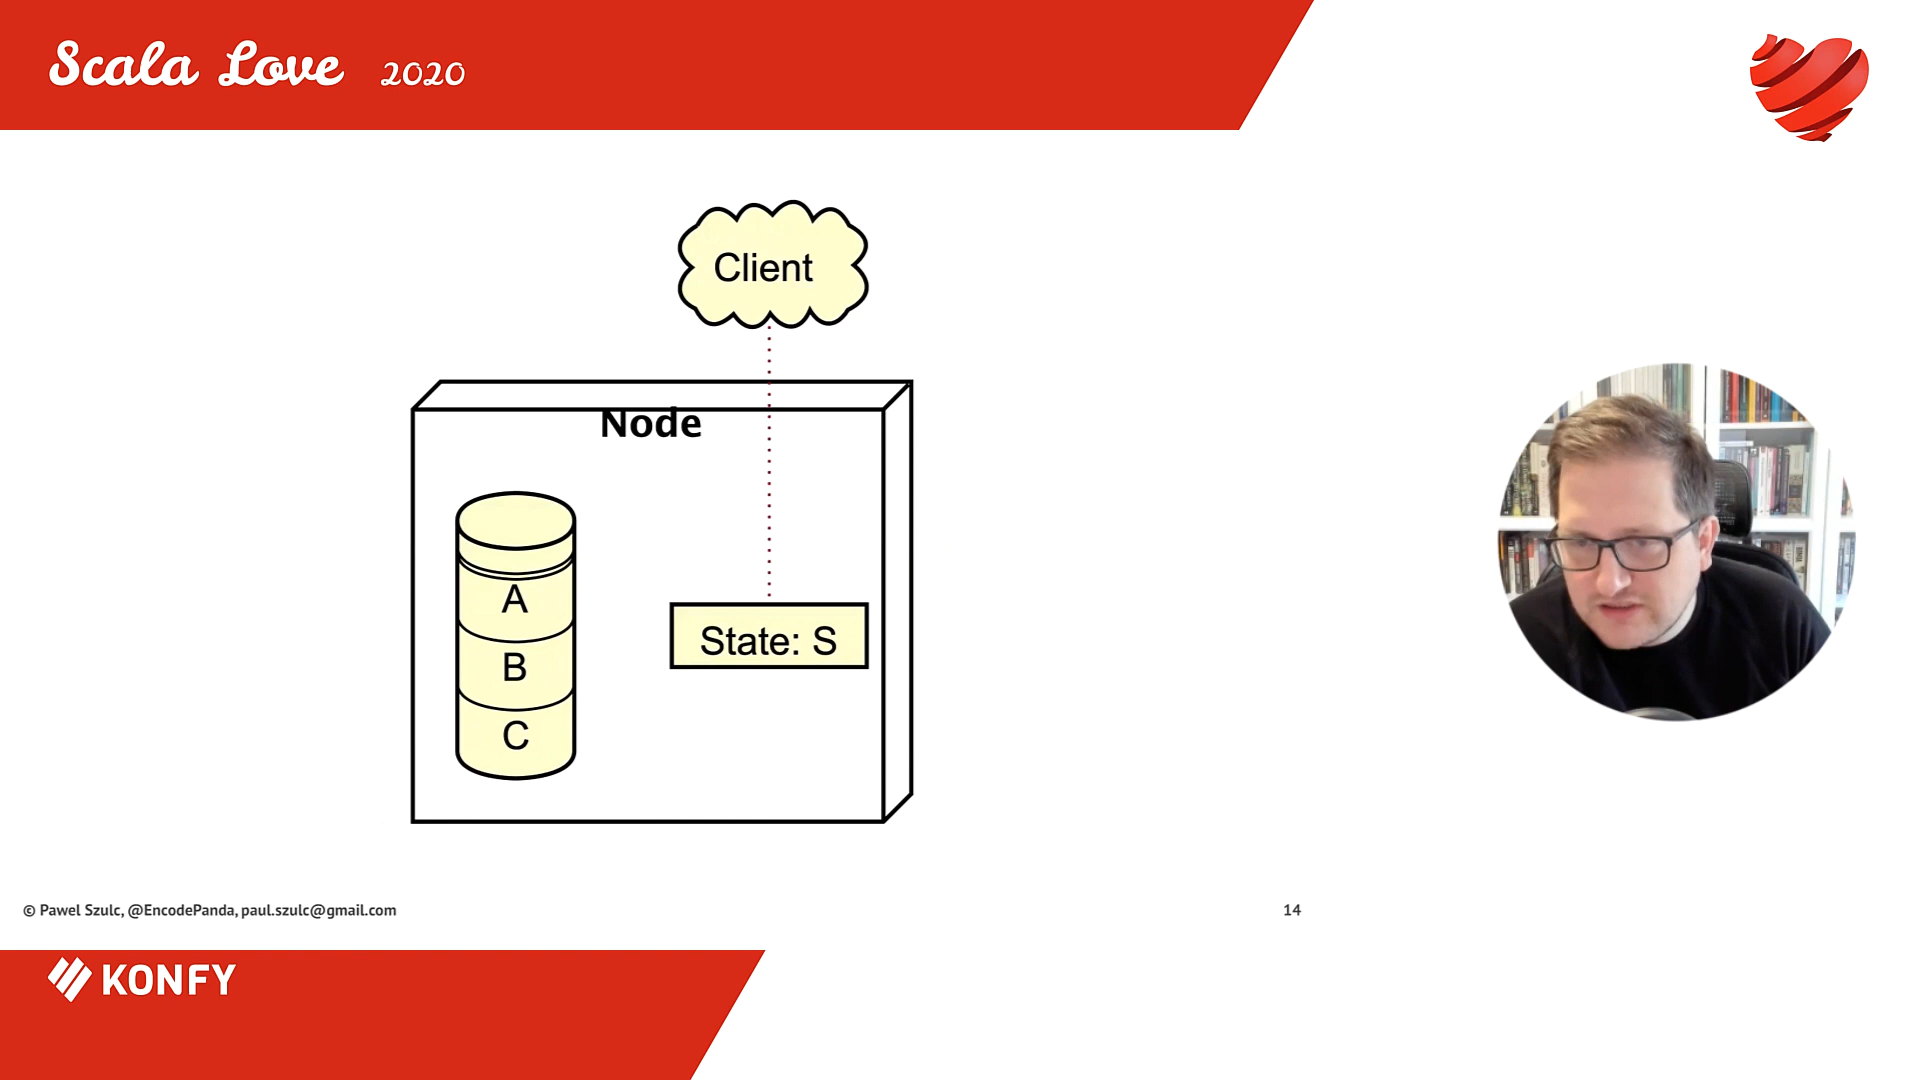 Scala Love 2020
Client
Node
A
State: S
B
C
© Pawel Szulc, @EncodePanda, paul.szulc@gmail.com
14
KONFY